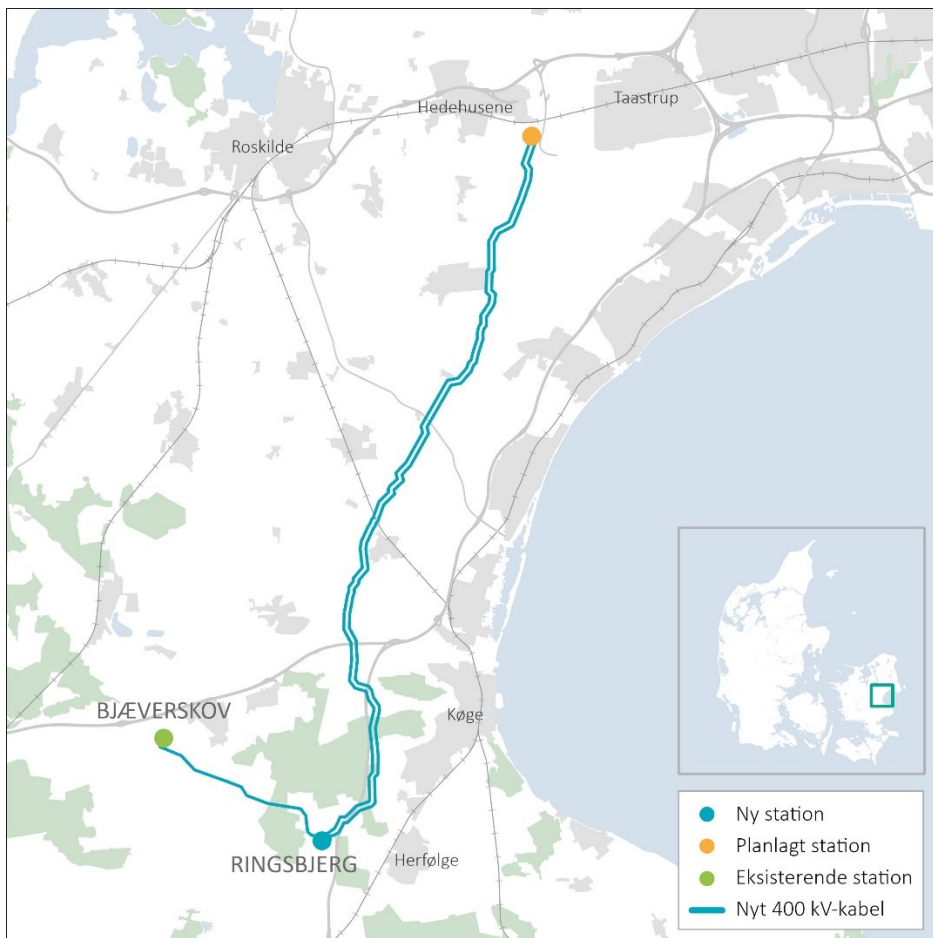 Hedehusene
Taastrup
Roskilde
BJÆVERSKOV
Køge
RINGSBJERG
Herfølge
Ny station
Planlagt station
Eksisterende station
Nyt 400 kV-kabel